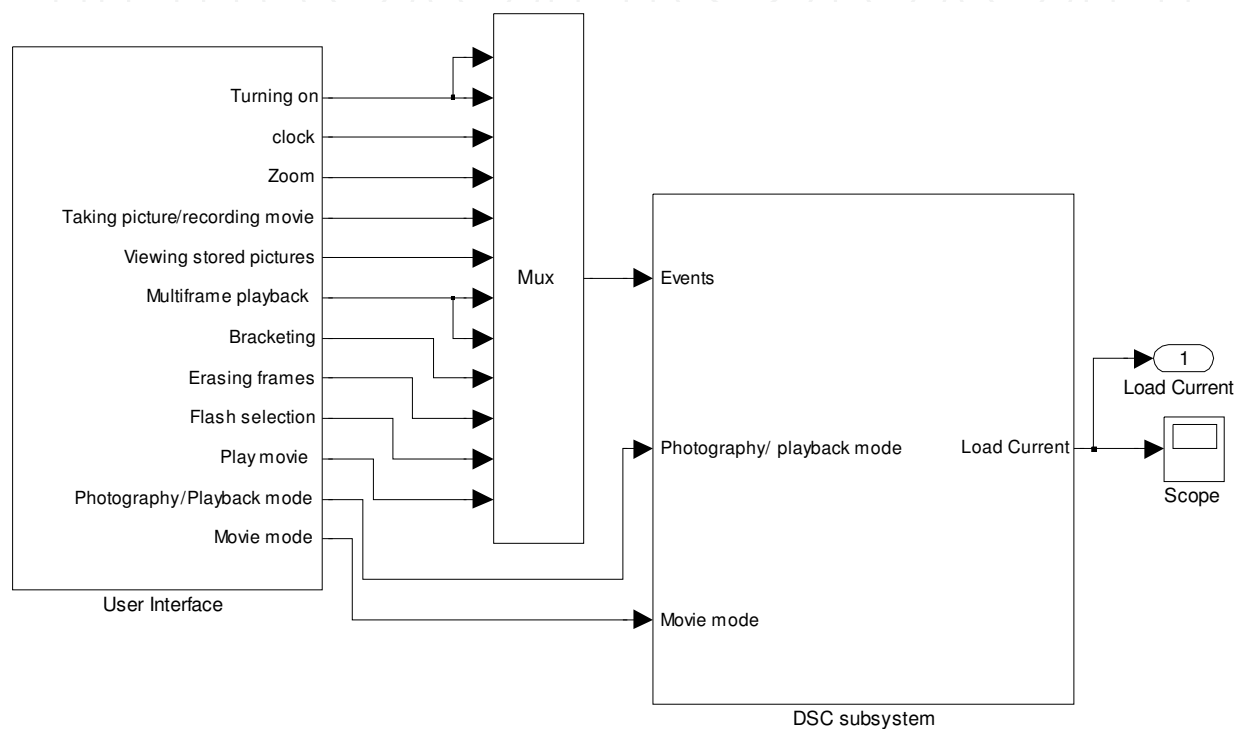 Turning on
clock
Zoom
Taking picture/recording movie
Viewing stored pictures
Multiframe playback
Bracketing
Erasing frames
Flash selection
Play movie
Photography/Playback mode
Movie mode
User Interface
Mux
Events
Photography/ playback mode
Movie mode
Load Current
DSC subsystem
1
Load Current
Scope